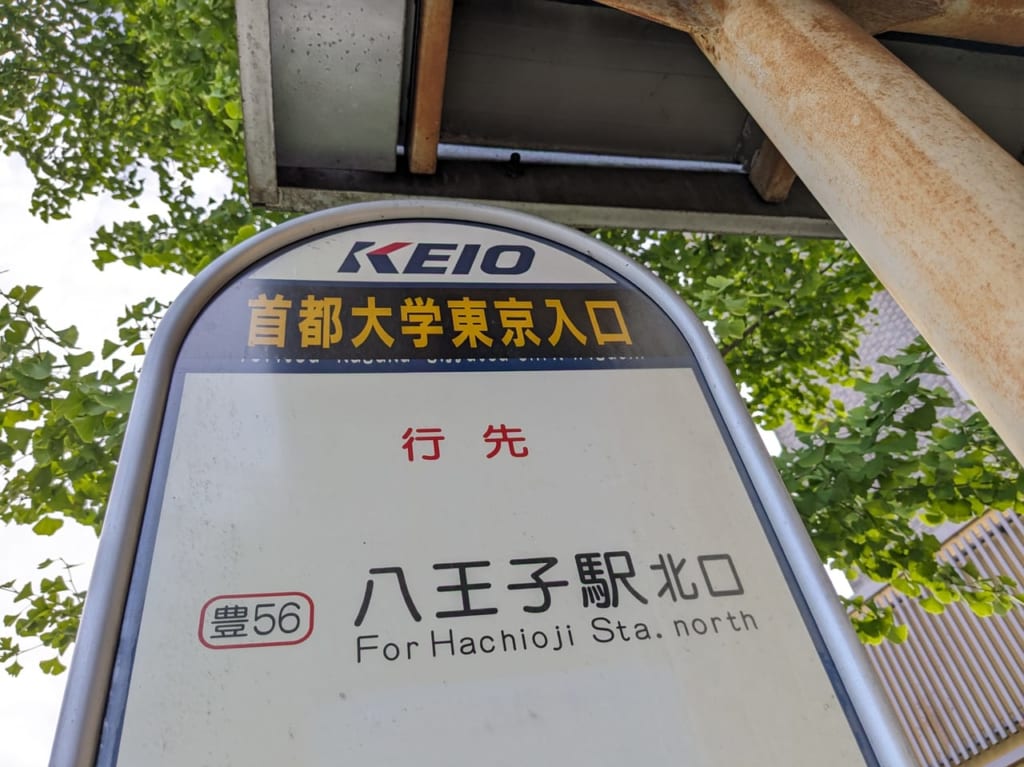 KEIO
首都大学東京入口
行先
豊56
八王子駅北口
For Hachioji Sta. north